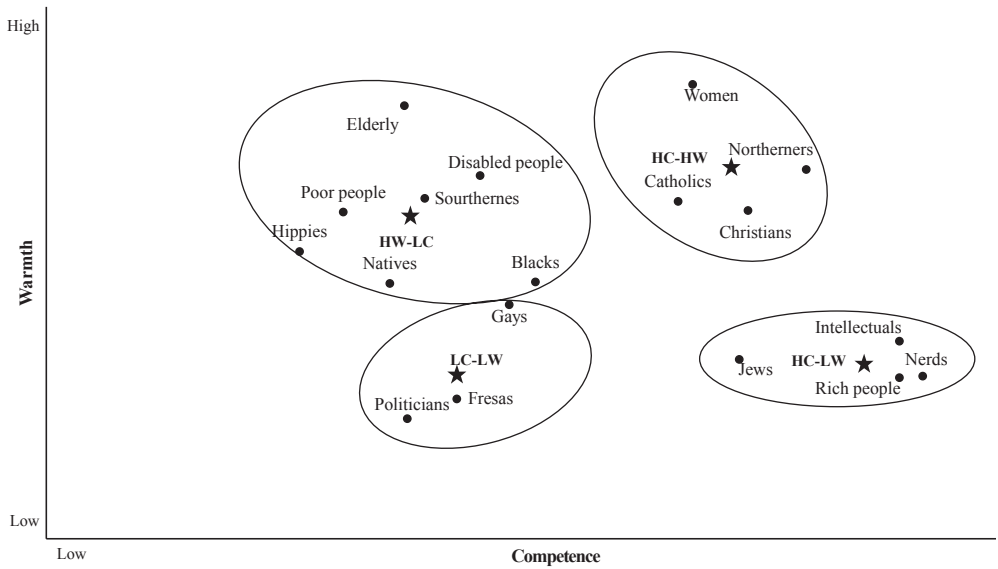 High
Women
Elderly
Northerners
HC-HW
Disabled people
Catholics
Poor people
Sourthernes
Christians
Hippies
HW-LC
Natives
Blacks
Warmth
Gays
Intellectuals
LC-LW
HC-LW
Nerds
Jews
Rich people
Politicians
Fresas
Low
Low
Competence